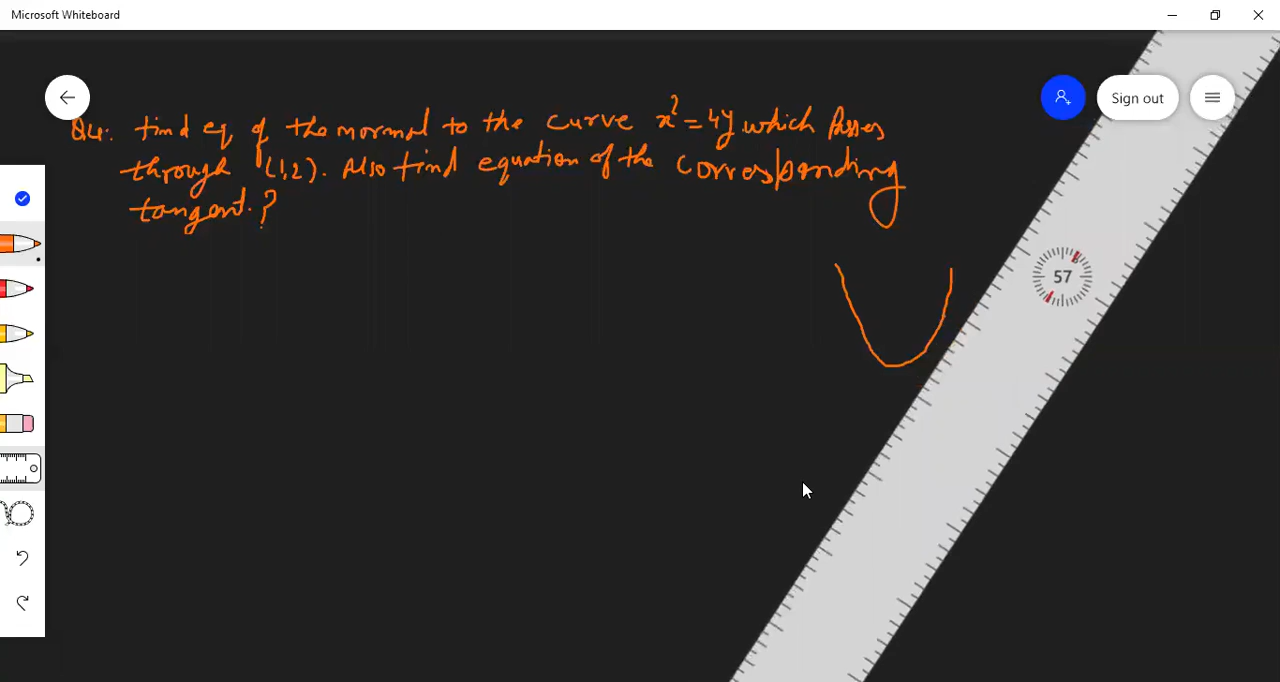 Microsoft Whiteboard
Sign out
Q4: find eq of the normal to the curve x² = 4y which passes
through (1,2). Also find equation of the corresponding
tangent.?
57